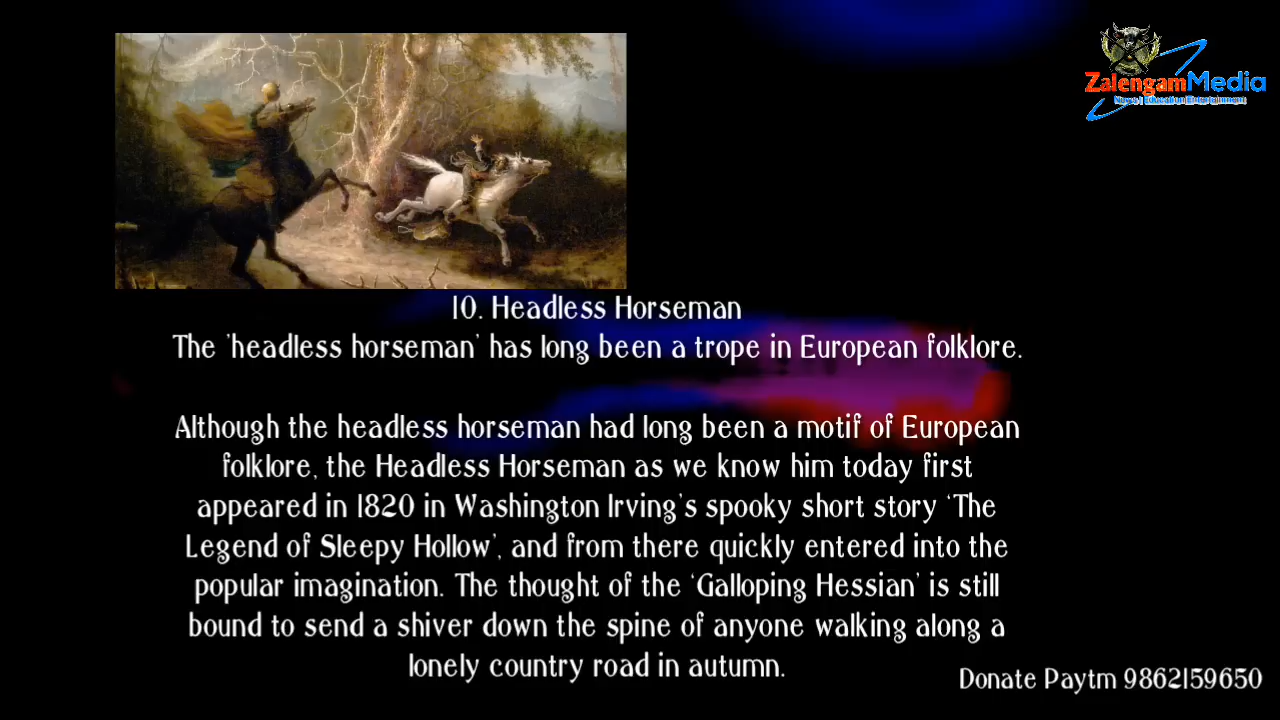 ZalengamMedia
News | Education | Entertainment
10. Headless Horseman
The 'headless horseman' has long been a trope in European folklore.
Although the headless horseman had long been a motif of European
folklore, the Headless Horseman as we know him today first
appeared in 1820 in Washington Irving's spooky short story ‘The
Legend of Sleepy Hollow’, and from there quickly entered into the
popular imagination. The thought of the ‘Galloping Hessian’ is still
bound to send a shiver down the spine of anyone walking along a
lonely country road in autumn.
Donate Paytm 9862159650